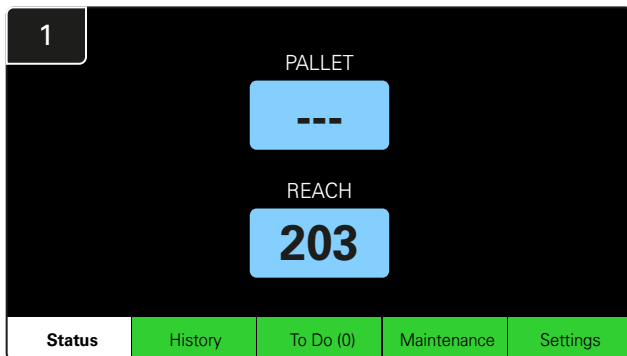 1
PALLET
---
REACH
203
Status History To Do (0) Maintenance Settings